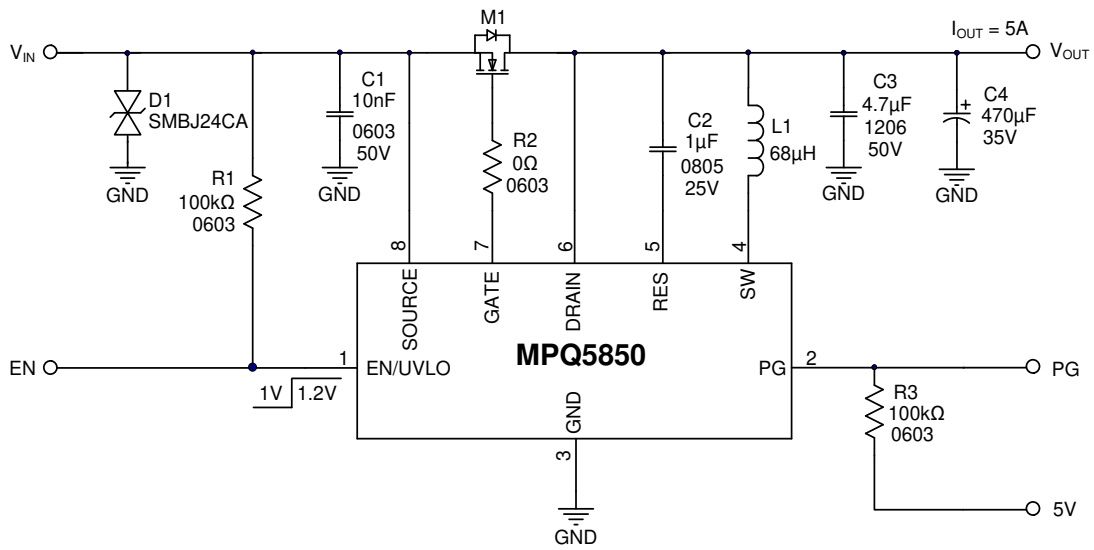 M1
I_OUT = 5A
V_IN
V_OUT
D1
SMBJ24CA
GND
C1
10nF
0603
50V
GND
R1
100kΩ
0603
R2
0Ω
0603
C2
1µF
0805
25V
L1
68µH
C3
4.7µF
1206
50V
GND
C4
+
470µF
35V
GND
8
7
6
5
4
SOURCE
GATE
DRAIN
RES
SW
MPQ5850
EN
1
EN/UVLO
1V
1.2V
PG
2
PG
R3
100kΩ
0603
5V
GND
3
GND